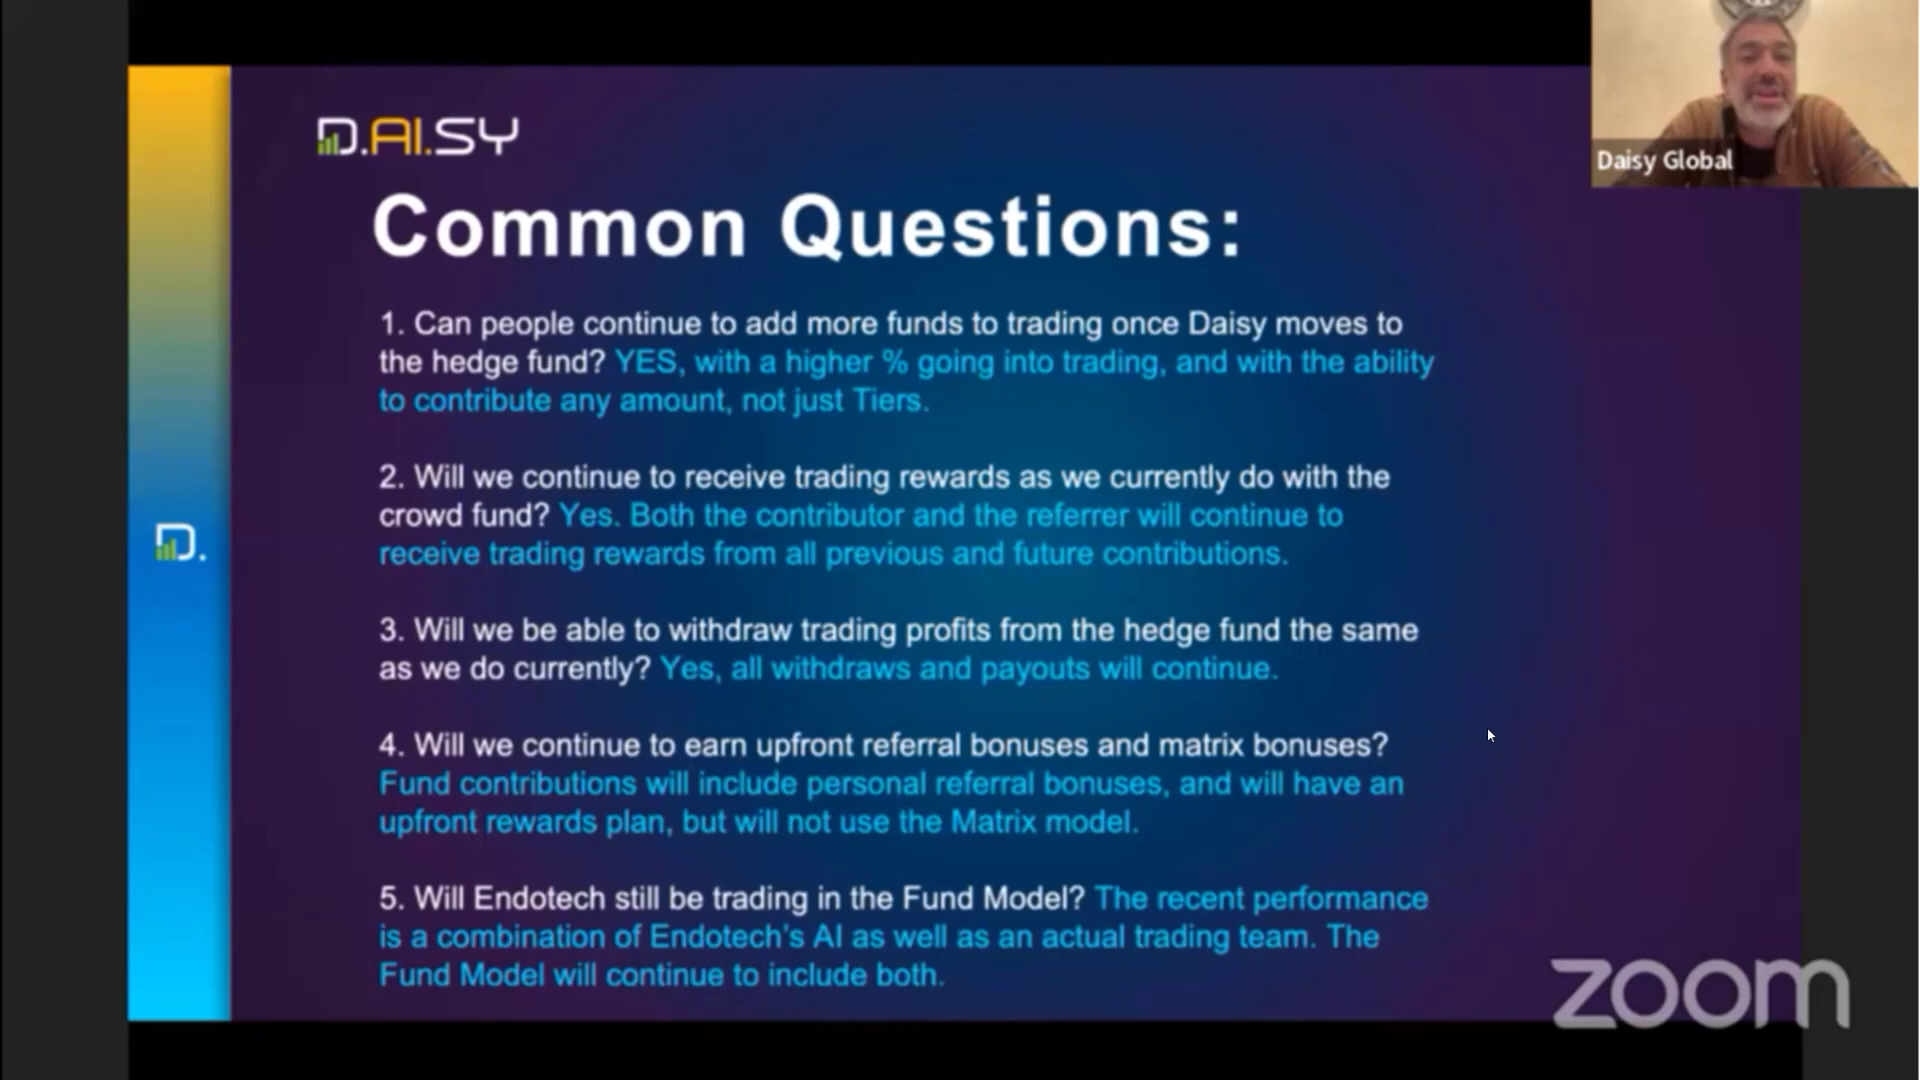 D.AI.SY
Daisy Global
Common Questions:
1. Can people continue to add more funds to trading once Daisy moves to
the hedge fund? YES, with a higher % going into trading, and with the ability
to contribute any amount, not just Tiers.
2. Will we continue to receive trading rewards as we currently do with the
crowd fund? Yes. Both the contributor and the referrer will continue to
receive trading rewards from all previous and future contributions.
D.
3. Will we be able to withdraw trading profits from the hedge fund the same
as we do currently? Yes, all withdraws and payouts will continue.
4. Will we continue to earn upfront referral bonuses and matrix bonuses?
Fund contributions will include personal referral bonuses, and will have an
upfront rewards plan, but will not use the Matrix model.
5. Will Endotech still be trading in the Fund Model? The recent performance
is a combination of Endotech's AI as well as an actual trading team. The
Fund Model will continue to include both.
zoom